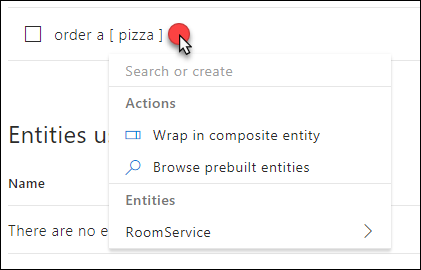 order a [ pizza ]
Search or create
Actions
Entities u
Wrap in composite entity
Browse prebuilt entities
Name
Entities
There are no e
RoomService